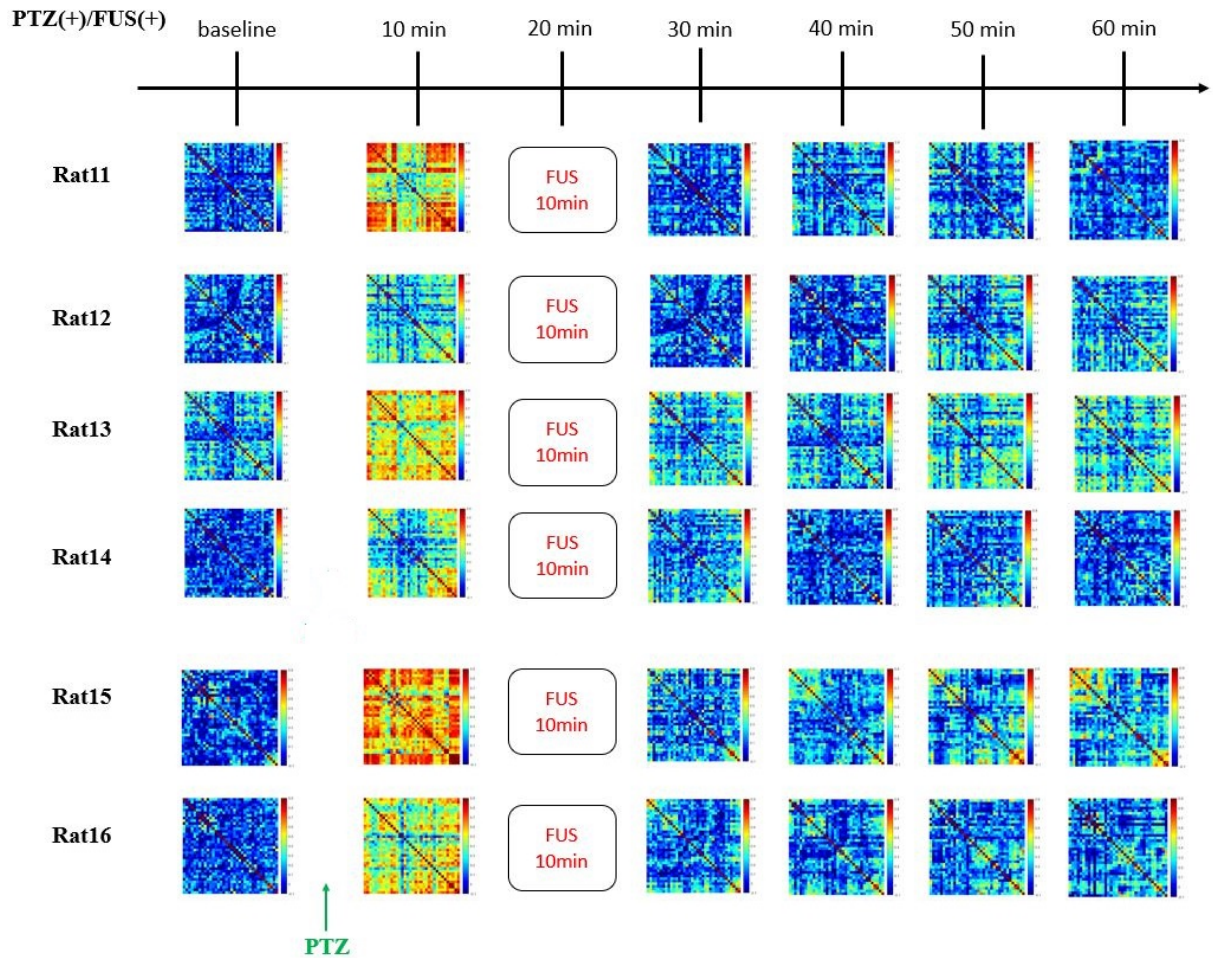 PTZ(+)/FUS(+)
baseline 10 min 20 min 30 min 40 min 50 min 60 min
Rat11
FUS
10min
Rat12
FUS
10min
Rat13
FUS
10min
Rat14
FUS
10min
Rat15
FUS
10min
Rat16
FUS
10min
PTZ